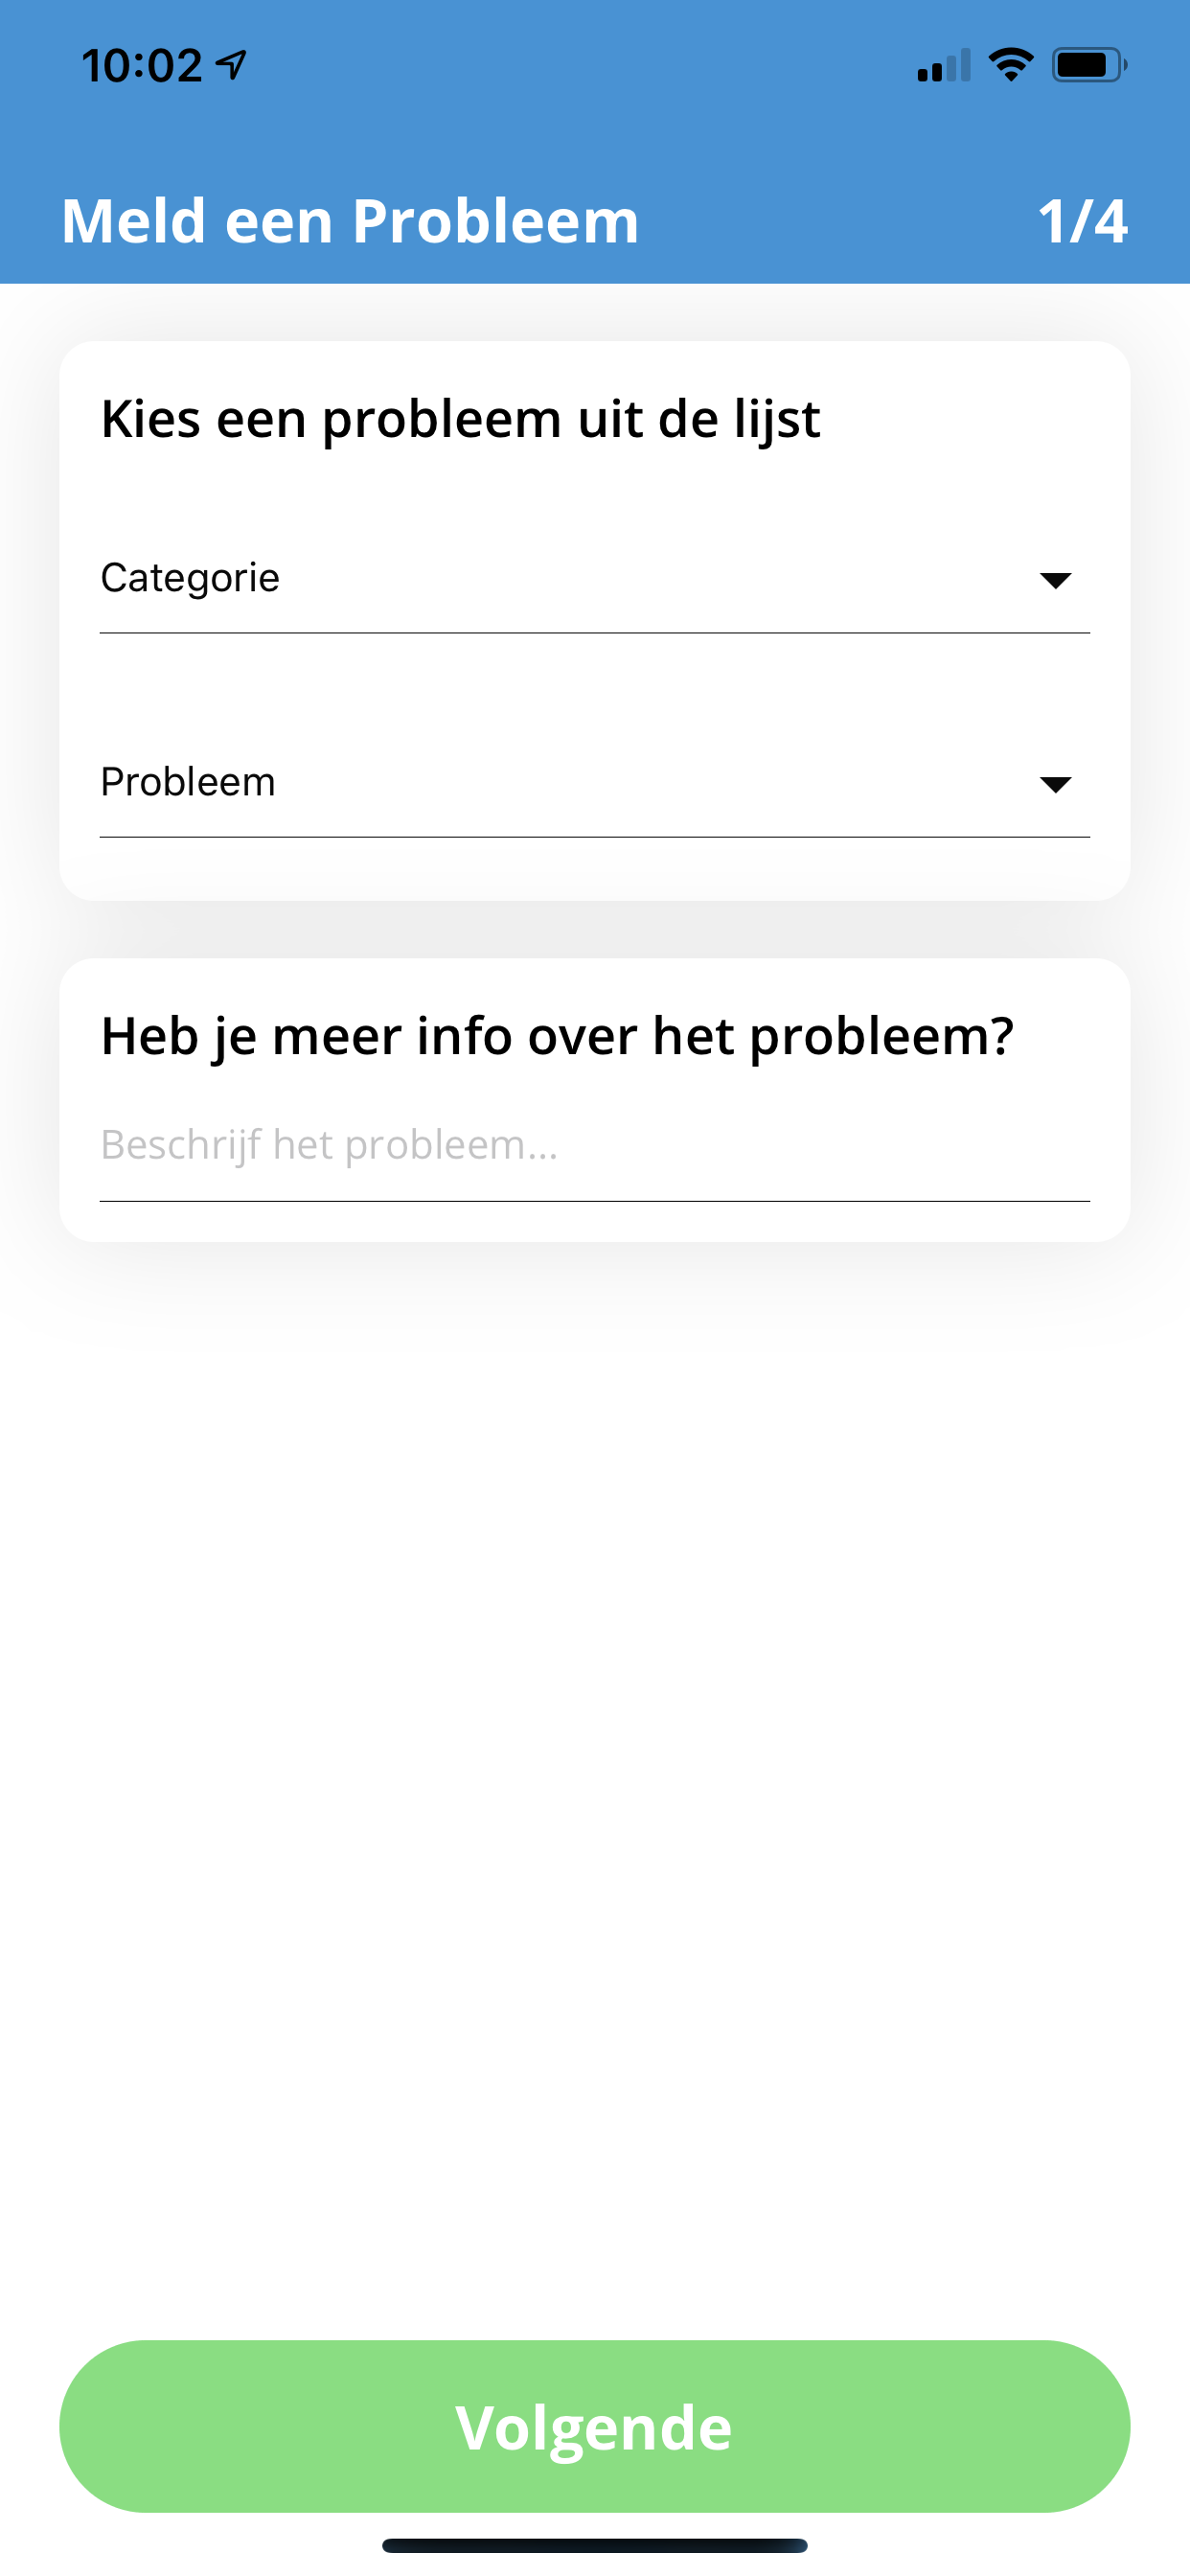 10:02
Meld een Probleem 1/4
Kies een probleem uit de lijst
Categorie
Probleem
Heb je meer info over het probleem?
Beschrijf het probleem...
Volgende